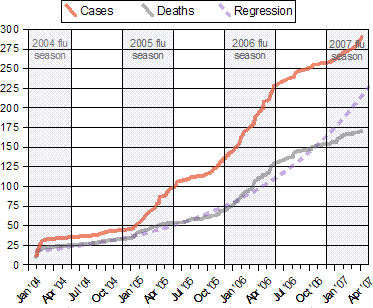 Cases Deaths Regression
300
275
250
225
200
175
150
125
100
75
50
25
0
2004 flu
season
2005 flu
season
2006 flu
season
2007 flu
season
Jan '04 Apr '04 Jul '04 Oct '04 Jan '05 Apr '05 Jul '05 Oct '05 Jan '06 Apr '06 Jul '06 Oct '06 Jan '07 Apr '07